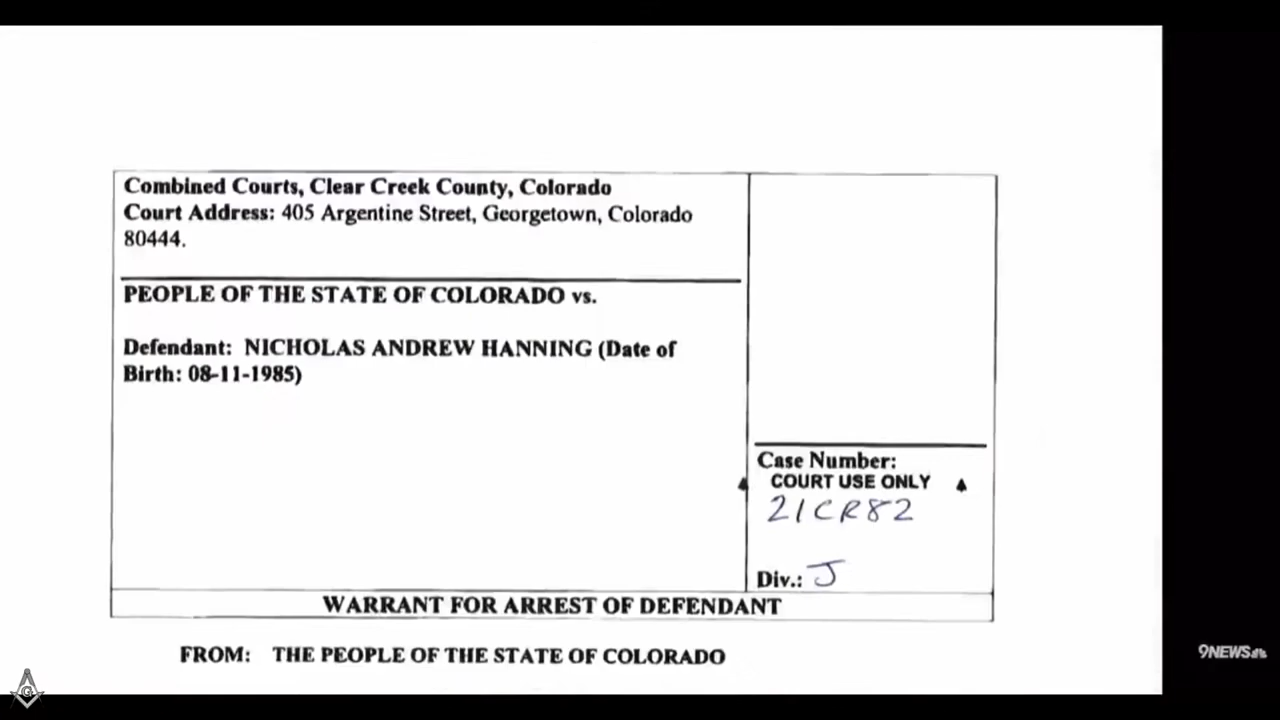 Combined Courts, Clear Creek County, Colorado
Court Address: 405 Argentine Street, Georgetown, Colorado
80444.
PEOPLE OF THE STATE OF COLORADO vs.
Defendant: NICHOLAS ANDREW HANNING (Date of
Birth: 08-11-1985)
Case Number:
COURT USE ONLY
21CR82
Div.: J
WARRANT FOR ARREST OF DEFENDANT
FROM: THE PEOPLE OF THE STATE OF COLORADO
9NEWS
G